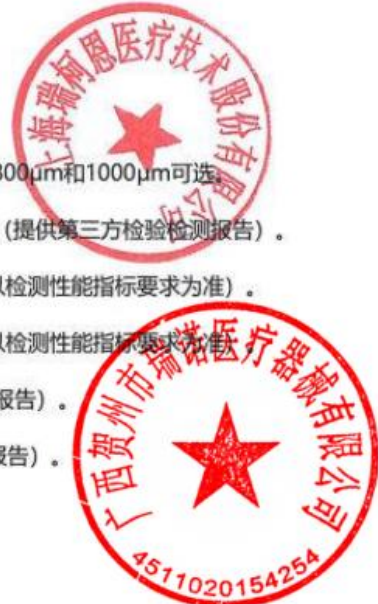 上海瑞柯恩医疗技术股份有限公司
800μm和1000μm可选。
（提供第三方检验检测报告）。
以检测性能指标要求为准）。
以检测性能指标要求为准）。
报告）。
报告）。
广西贺州市瑞诺医疗器械有限公司
4511020154254